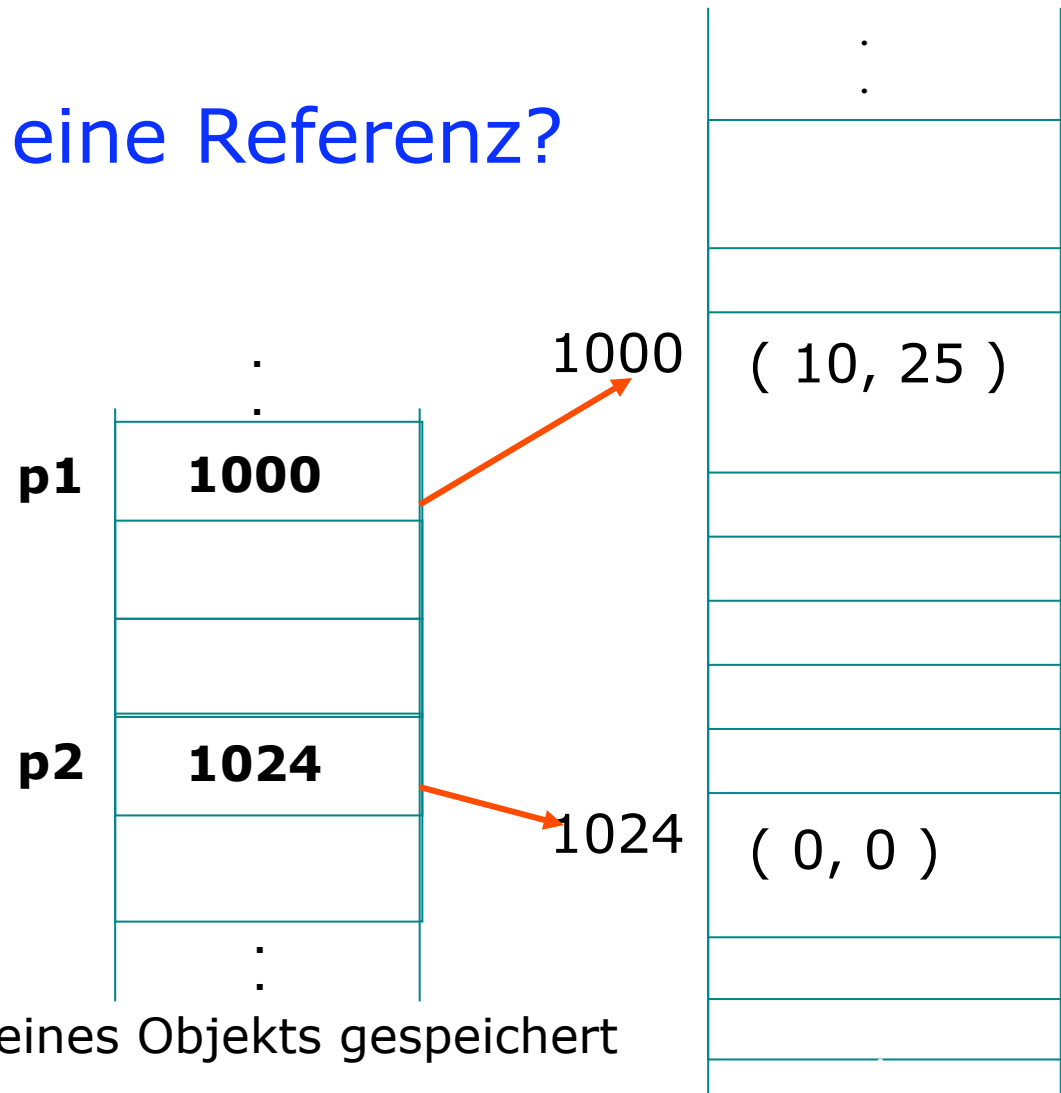 eine Referenz?
1000 ( 10, 25 )
p1 1000
p2 1024
1024 ( 0, 0 )
eines Objekts gespeichert